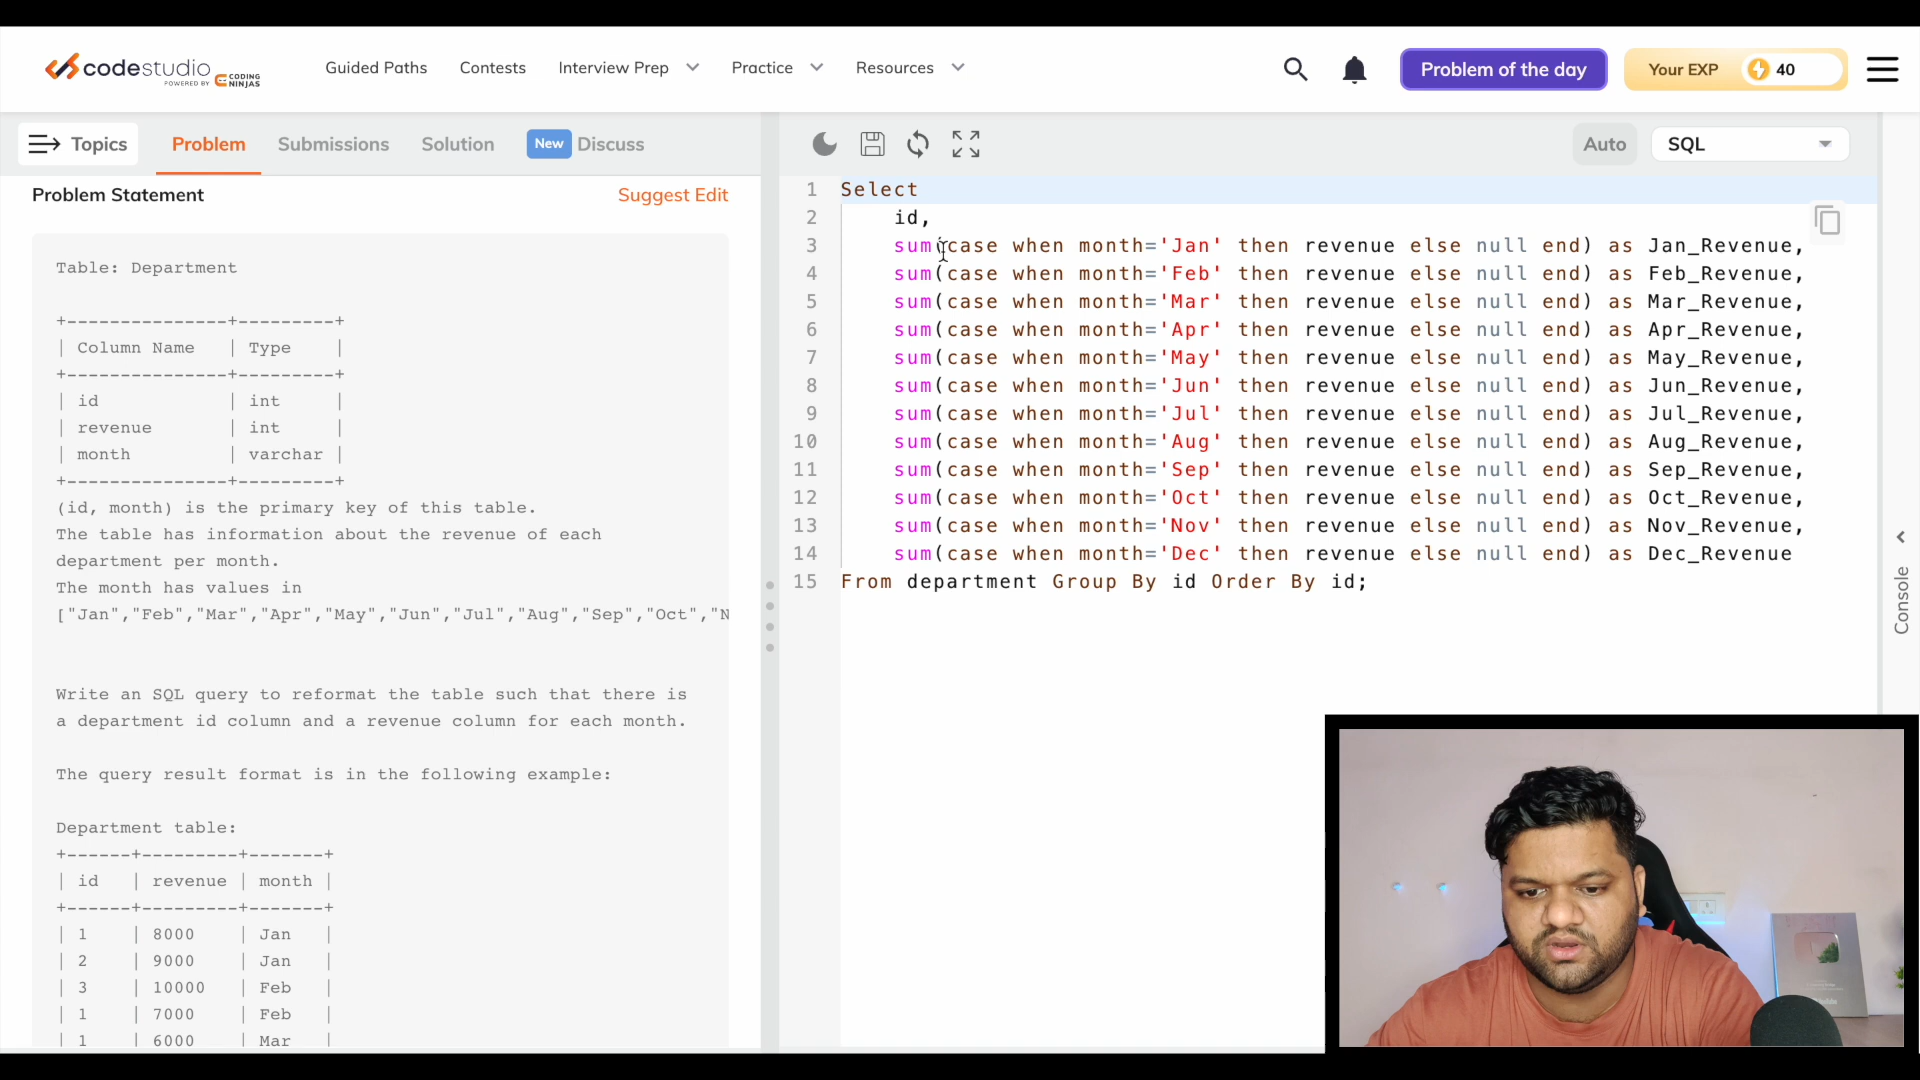 codestudio
POWERED BY CODING NINJAS
Guided Paths
Contests
Interview Prep
Practice
Resources
Problem of the day
Your EXP 40
Topics
Problem
Submissions
Solution
New Discuss
Auto
SQL
Problem Statement
Suggest Edit
Table: Department
+---------------+---------+
| Column Name   | Type    |
+---------------+---------+
| id            | int     |
| revenue       | int     |
| month         | varchar |
+---------------+---------+
(id, month) is the primary key of this table.
The table has information about the revenue of each
department per month.
The month has values in
["Jan","Feb","Mar","Apr","May","Jun","Jul","Aug","Sep","Oct","N
Write an SQL query to reformat the table such that there is
a department id column and a revenue column for each month.
The query result format is in the following example:
Department table:
+------+---------+-------+
| id   | revenue | month |
+------+---------+-------+
| 1    | 8000    | Jan   |
| 2    | 9000    | Jan   |
| 3    | 10000   | Feb   |
| 1    | 7000    | Feb   |
| 1    | 6000    | Mar   |
1 Select
2 id,
3 sum(case when month='Jan' then revenue else null end) as Jan_Revenue,
4 sum(case when month='Feb' then revenue else null end) as Feb_Revenue,
5 sum(case when month='Mar' then revenue else null end) as Mar_Revenue,
6 sum(case when month='Apr' then revenue else null end) as Apr_Revenue,
7 sum(case when month='May' then revenue else null end) as May_Revenue,
8 sum(case when month='Jun' then revenue else null end) as Jun_Revenue,
9 sum(case when month='Jul' then revenue else null end) as Jul_Revenue,
10 sum(case when month='Aug' then revenue else null end) as Aug_Revenue,
11 sum(case when month='Sep' then revenue else null end) as Sep_Revenue,
12 sum(case when month='Oct' then revenue else null end) as Oct_Revenue,
13 sum(case when month='Nov' then revenue else null end) as Nov_Revenue,
14 sum(case when month='Dec' then revenue else null end) as Dec_Revenue
15 From department Group By id Order By id;
Console